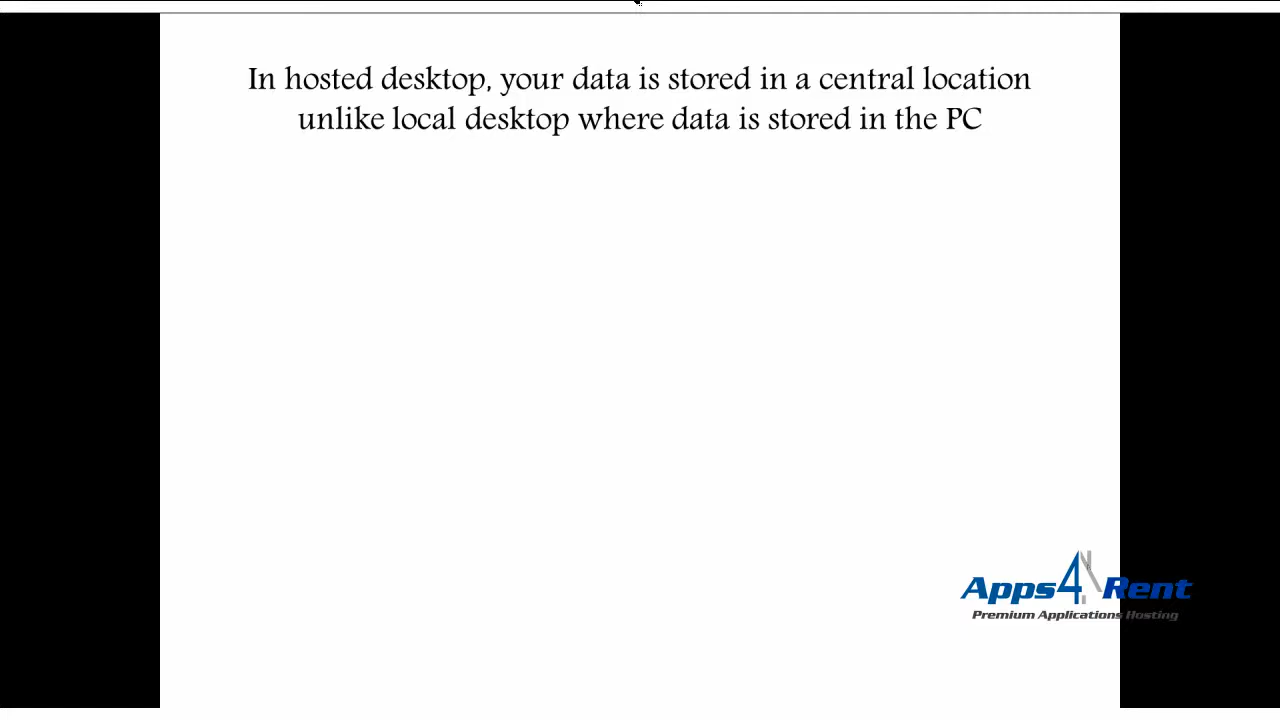 In hosted desktop, your data is stored in a central location
unlike local desktop where data is stored in the PC
Apps4Rent
Premium Applications Hosting